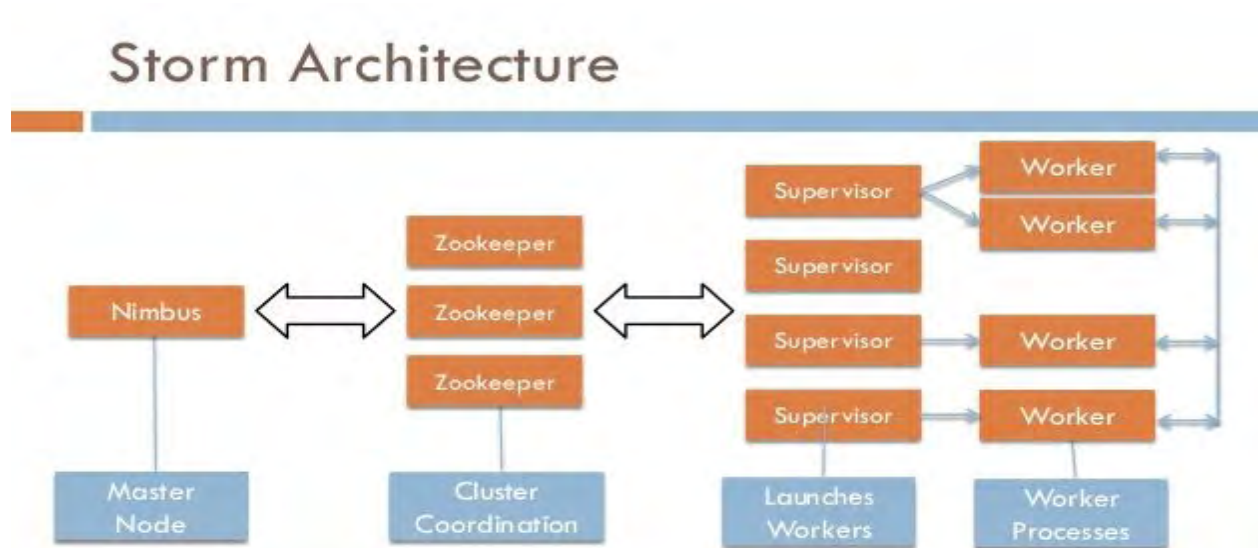 Storm Architecture
Nimbus
Master
Node
Zookeeper
Zookeeper
Zookeeper
Cluster
Coordination
Supervisor
Supervisor
Supervisor
Supervisor
Launches
Workers
Worker
Worker
Worker
Worker
Worker
Processes